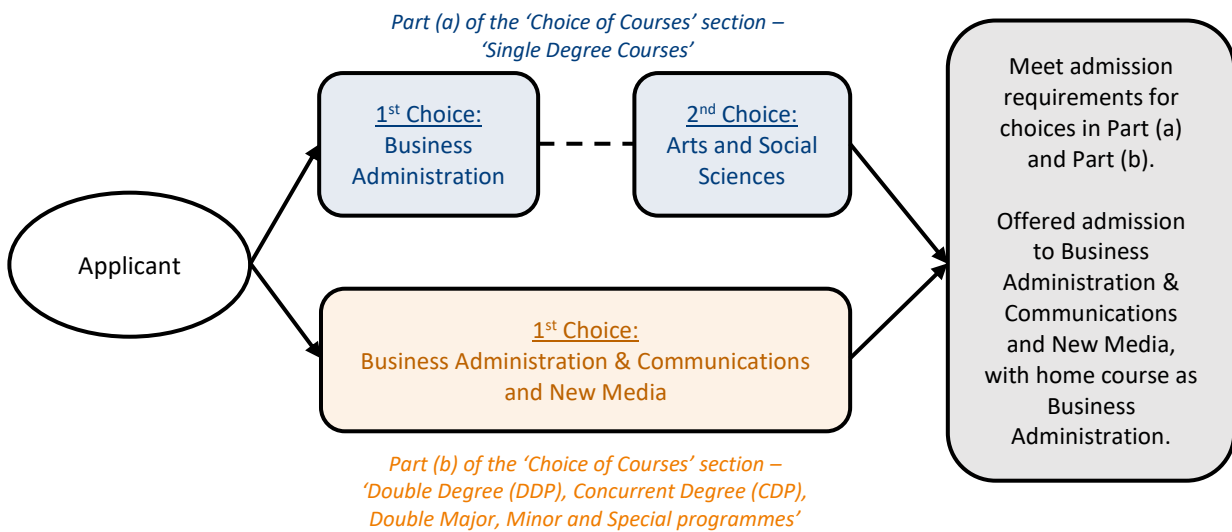 Part (a) of the ‘Choice of Courses’ section –
‘Single Degree Courses’
1st Choice:
Business
Administration
2nd Choice:
Arts and Social
Sciences
Applicant
1st Choice:
Business Administration & Communications
and New Media
Part (b) of the ‘Choice of Courses’ section –
‘Double Degree (DDP), Concurrent Degree (CDP),
Double Major, Minor and Special programmes’
Meet admission
requirements for
choices in Part (a)
and Part (b).
Offered admission
to Business
Administration &
Communications
and New Media,
with home course as
Business
Administration.